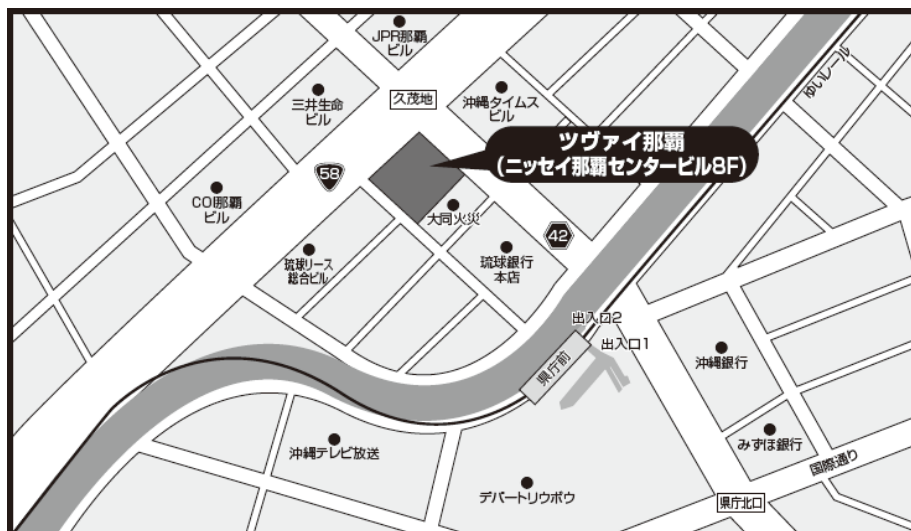 JPR那覇
ビル
三井生命
ビル
久茂地
沖縄タイムス
ビル
ゆいレール
ツヴァイ那覇
(ニッセイ那覇センタービル8F)
58
COI那覇
ビル
大同火災
42
琉球リース
総合ビル
琉球銀行
本店
出入口2
出入口1
県庁前
沖縄銀行
みずほ銀行
沖縄テレビ放送
国際通り
デパートリウボウ
県庁北口